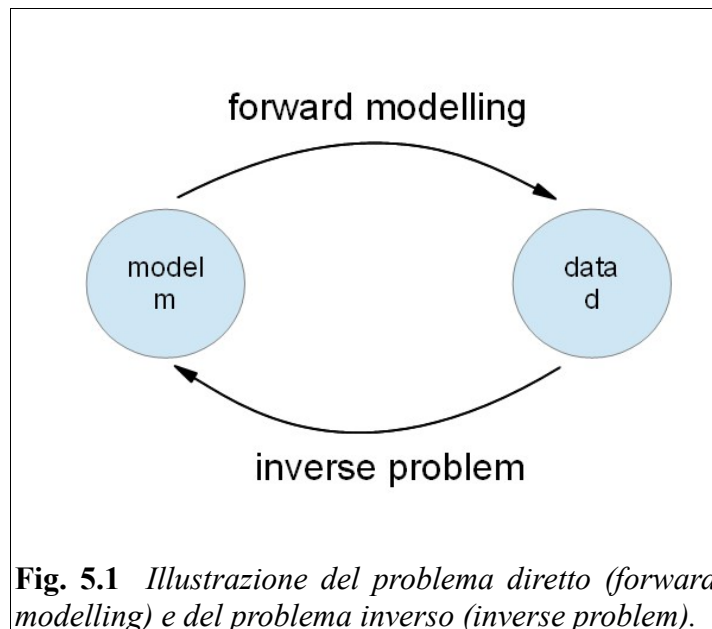 forward modelling
model
m
data
d
inverse problem
Fig. 5.1 Illustrazione del problema diretto (forward
modelling) e del problema inverso (inverse problem).